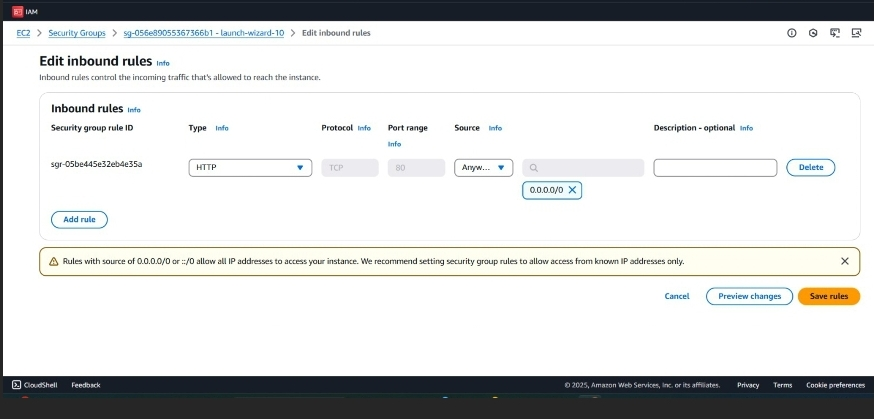 IAM
EC2 > Security Groups > sg-056e89055367366b1 - launch-wizard-10 > Edit inbound rules
Edit inbound rules Info
Inbound rules control the incoming traffic that's allowed to reach the instance.
Inbound rules Info
Security group rule ID Type Info Protocol Info Port range Info Source Info Description - optional Info
sgr-05be445e32eb4e35a HTTP TCP 80 Anyw... Delete
0.0.0.0/0
Add rule
Rules with source of 0.0.0.0/0 or ::/0 allow all IP addresses to access your instance. We recommend setting security group rules to allow access from known IP addresses only.
Cancel Preview changes Save rules
CloudShell Feedback © 2025, Amazon Web Services, Inc. or its affiliates. Privacy Terms Cookie preferences